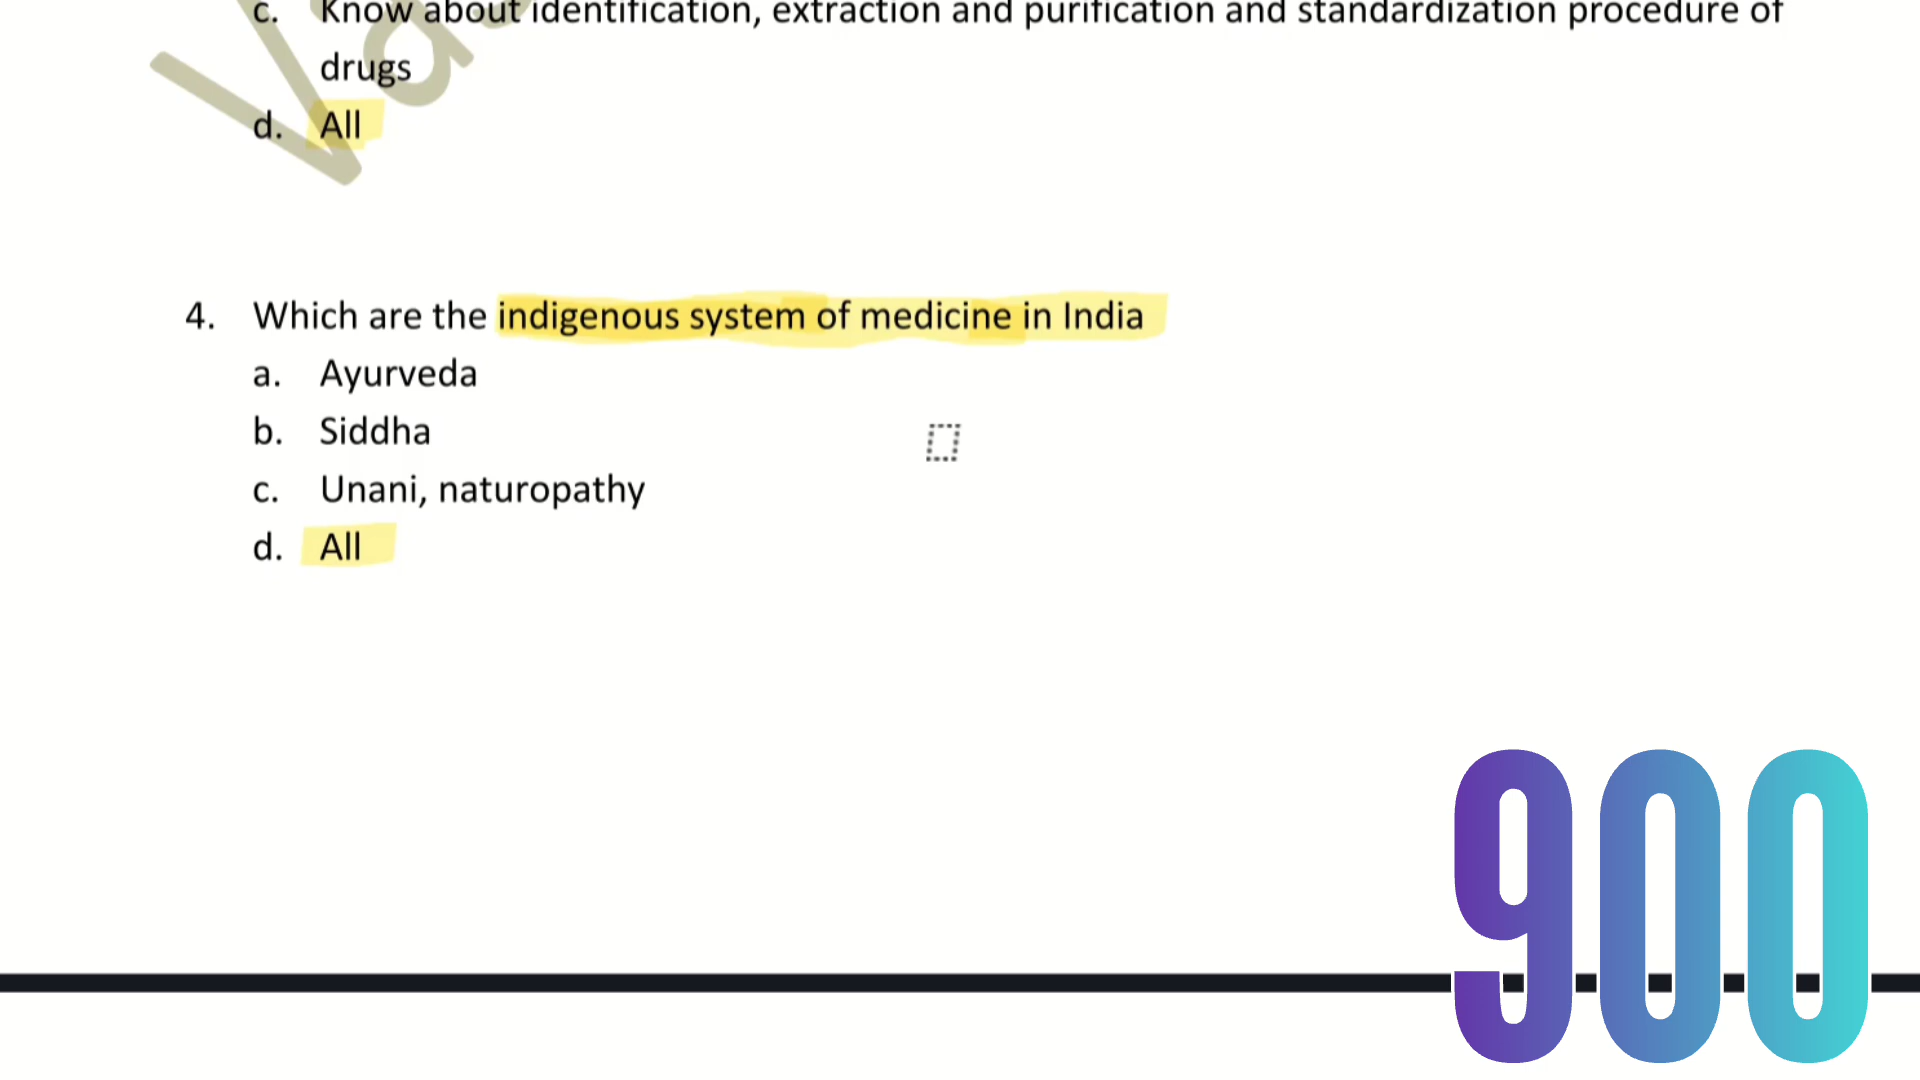 c. Know about identification, extraction and purification and standardization procedure of
drugs
d. All
4. Which are the indigenous system of medicine in India
a. Ayurveda
b. Siddha
c. Unani, naturopathy
d. All
900